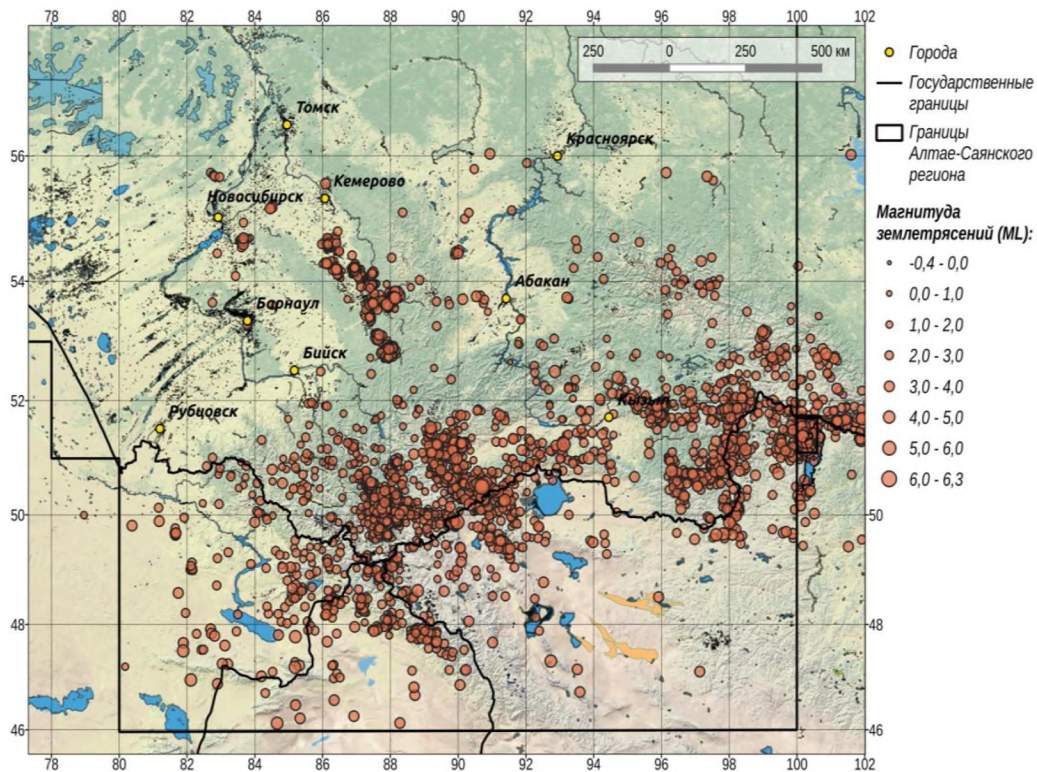 78 80 82 84 86 88 90 92 94 96 98 100 102
250 0 250 500 км
Города
Государственные
границы
Границы
Алтае-Саянского
региона
Магнитуда
землетрясений (ML):
-0,4 - 0,0
0,0 - 1,0
1,0 - 2,0
2,0 - 3,0
3,0 - 4,0
4,0 - 5,0
5,0 - 6,0
6,0 - 6,3
Томск
Красноярск
56 56
Кемерово
Новосибирск
54 54
Абакан
Барнаул
Бийск
52 52
Кызыл
Рубцовск
50 50
48 48
46 46
78 80 82 84 86 88 90 92 94 96 98 100 102